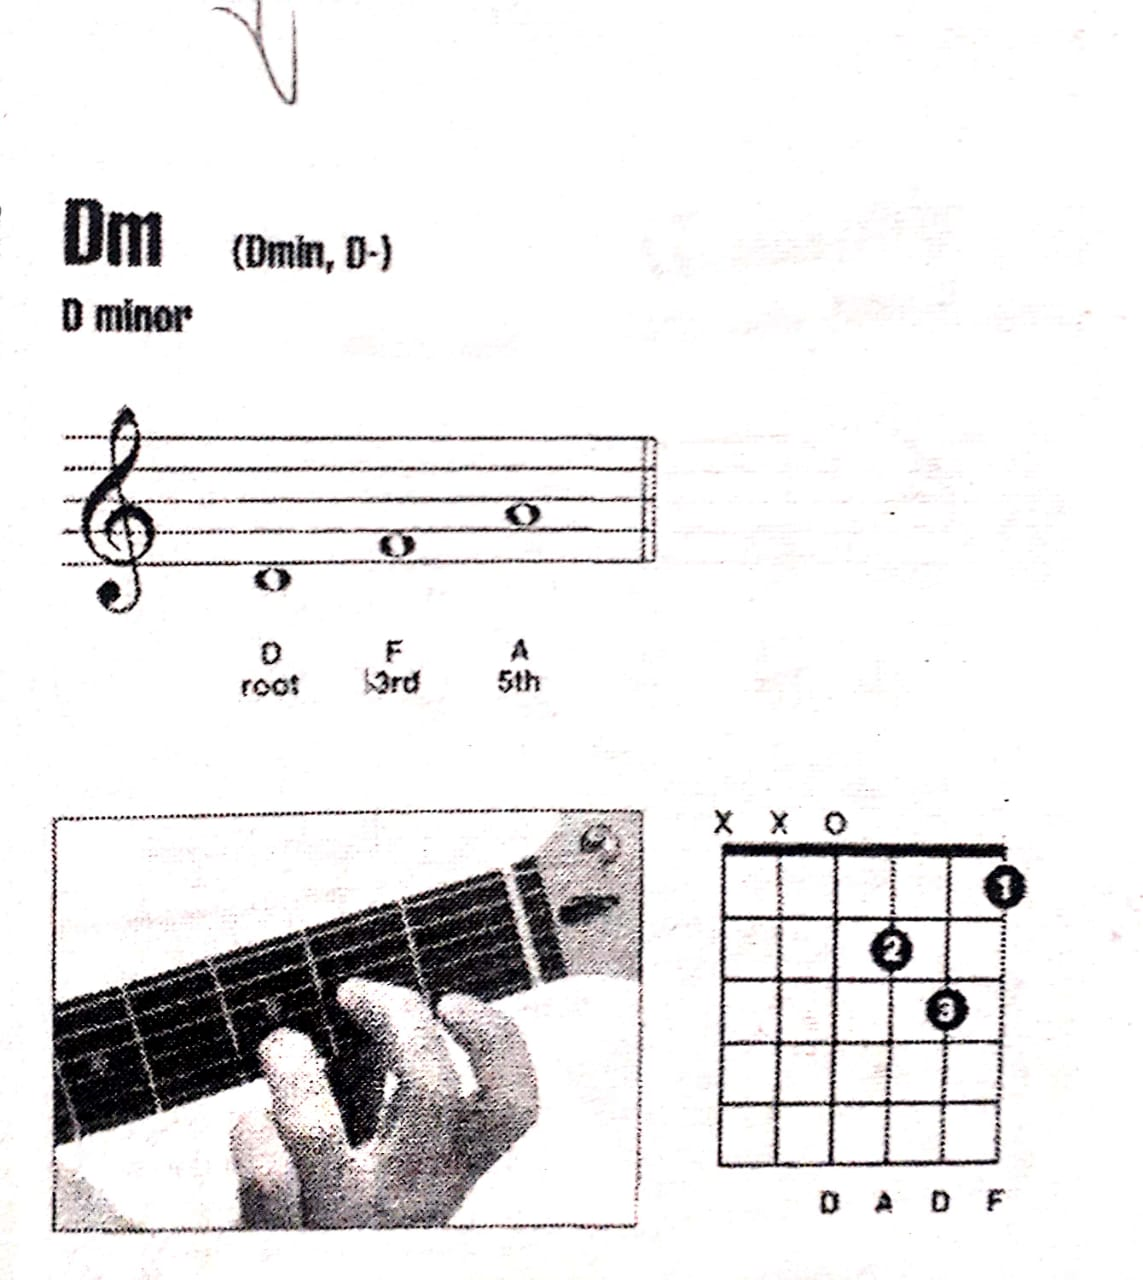 Dm (Dmin, D-)
D minor
D F A
root ♭3rd 5th
X X O
1
2
3
D A D F